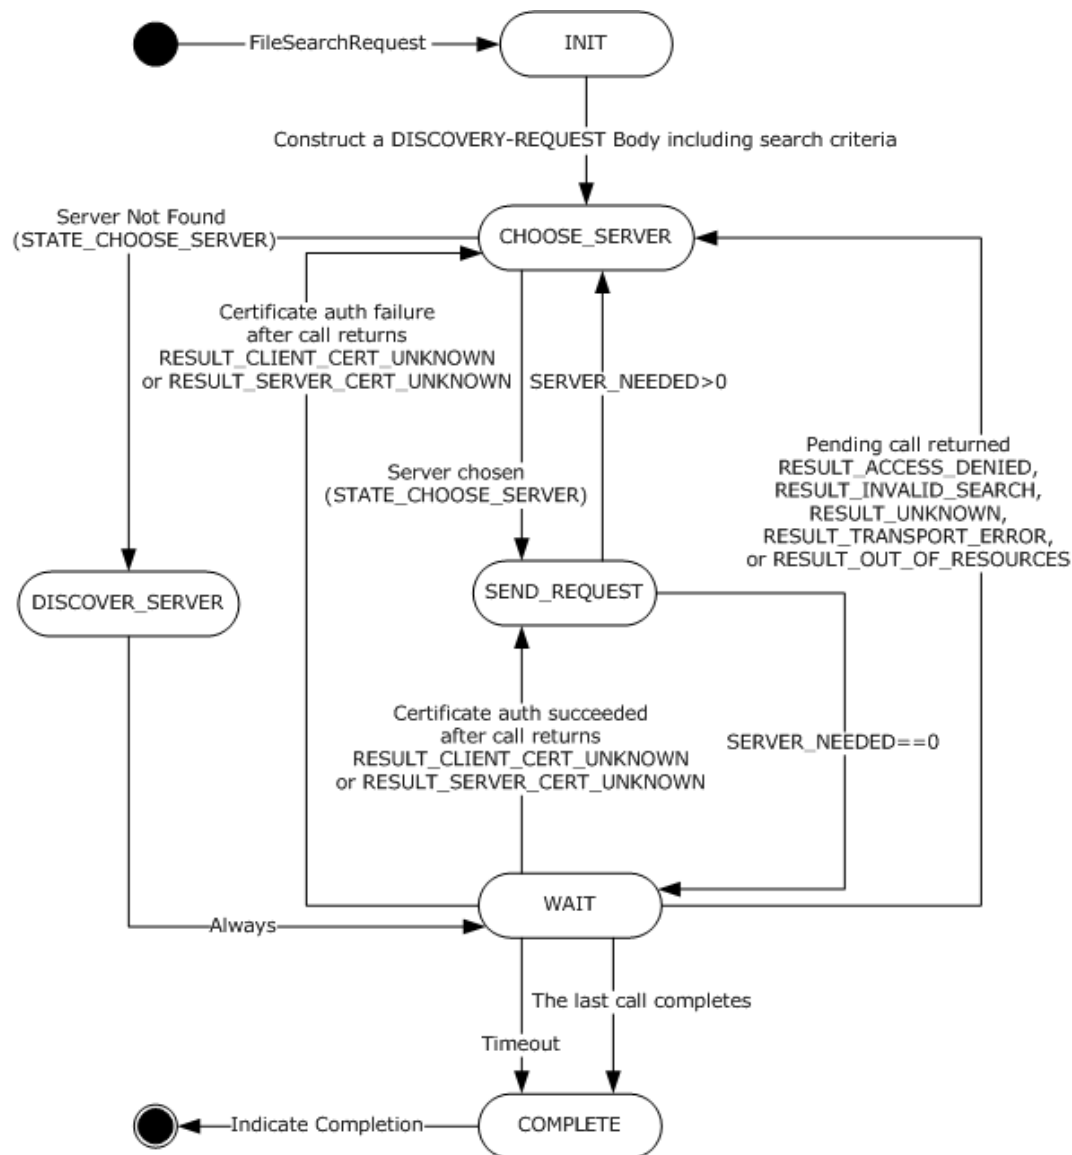 FileSearchRequest
INIT
Construct a DISCOVERY-REQUEST Body including search criteria
Server Not Found
(STATE_CHOOSE_SERVER)
CHOOSE_SERVER
Certificate auth failure
after call returns
RESULT_CLIENT_CERT_UNKNOWN
or RESULT_SERVER_CERT_UNKNOWN
SERVER_NEEDED>0
Server chosen
(STATE_CHOOSE_SERVER)
Pending call returned
RESULT_ACCESS_DENIED,
RESULT_INVALID_SEARCH,
RESULT_UNKNOWN,
RESULT_TRANSPORT_ERROR,
or RESULT_OUT_OF_RESOURCES
DISCOVER_SERVER
SEND_REQUEST
Certificate auth succeeded
after call returns
RESULT_CLIENT_CERT_UNKNOWN
or RESULT_SERVER_CERT_UNKNOWN
SERVER_NEEDED==0
WAIT
Always
The last call completes
Timeout
Indicate Completion
COMPLETE